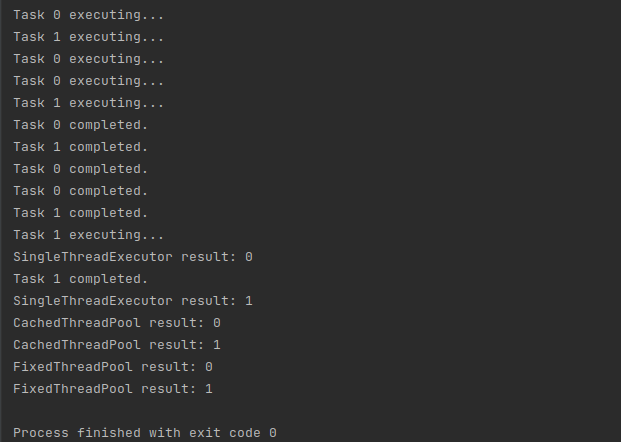 Task 0 executing...
Task 1 executing...
Task 0 executing...
Task 0 executing...
Task 1 executing...
Task 0 completed.
Task 1 completed.
Task 0 completed.
Task 0 completed.
Task 1 completed.
Task 1 executing...
SingleThreadExecutor result: 0
Task 1 completed.
SingleThreadExecutor result: 1
CachedThreadPool result: 0
CachedThreadPool result: 1
FixedThreadPool result: 0
FixedThreadPool result: 1
Process finished with exit code 0